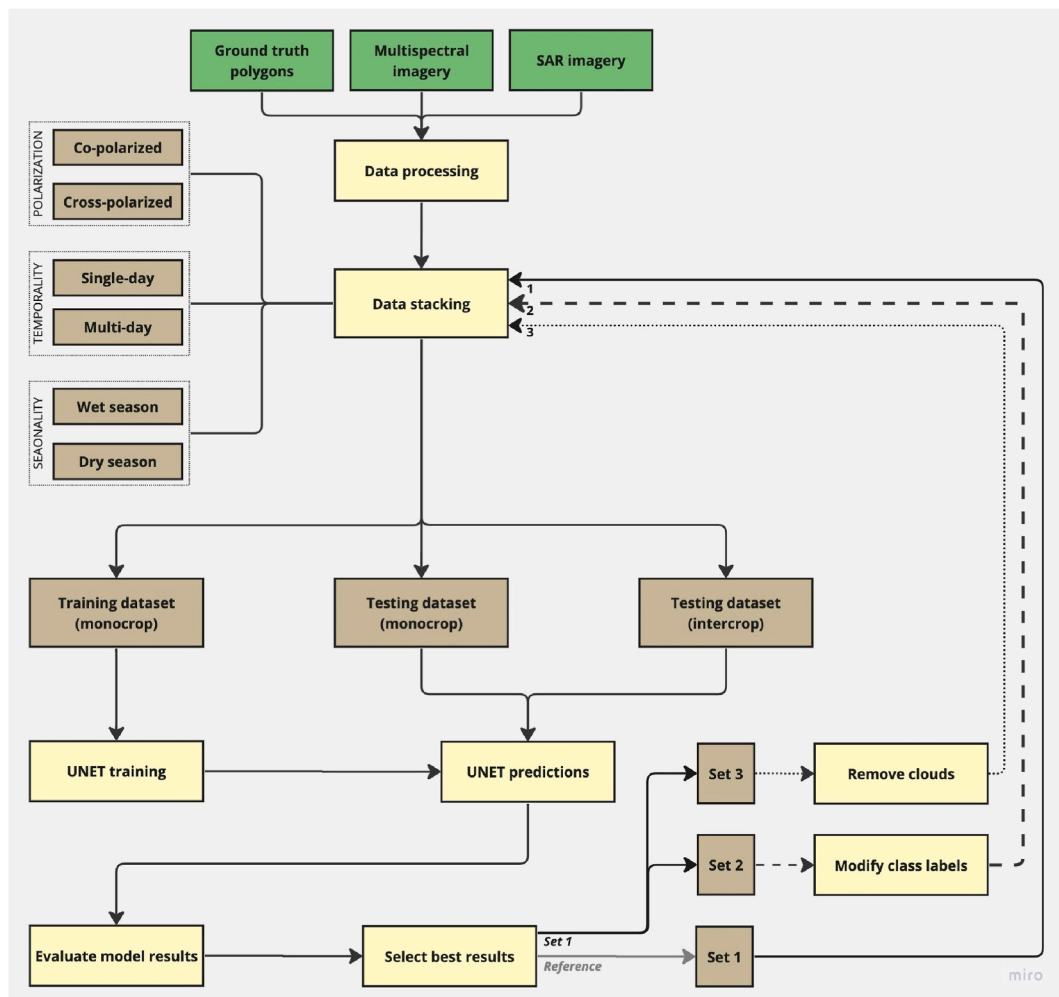 Ground truth
polygons
Multispectral
imagery
SAR imagery
POLARIZATION
Co-polarized
Cross-polarized
Data processing
TEMPORALITY
Single-day
Multi-day
Data stacking
1
2
3
SEAONALITY
Wet season
Dry season
Training dataset
(monocrop)
Testing dataset
(monocrop)
Testing dataset
(intercrop)
UNET training
UNET predictions
Set 3
Remove clouds
Set 2
Modify class labels
Evaluate model results
Select best results
Set 1
Reference
Set 1
miro